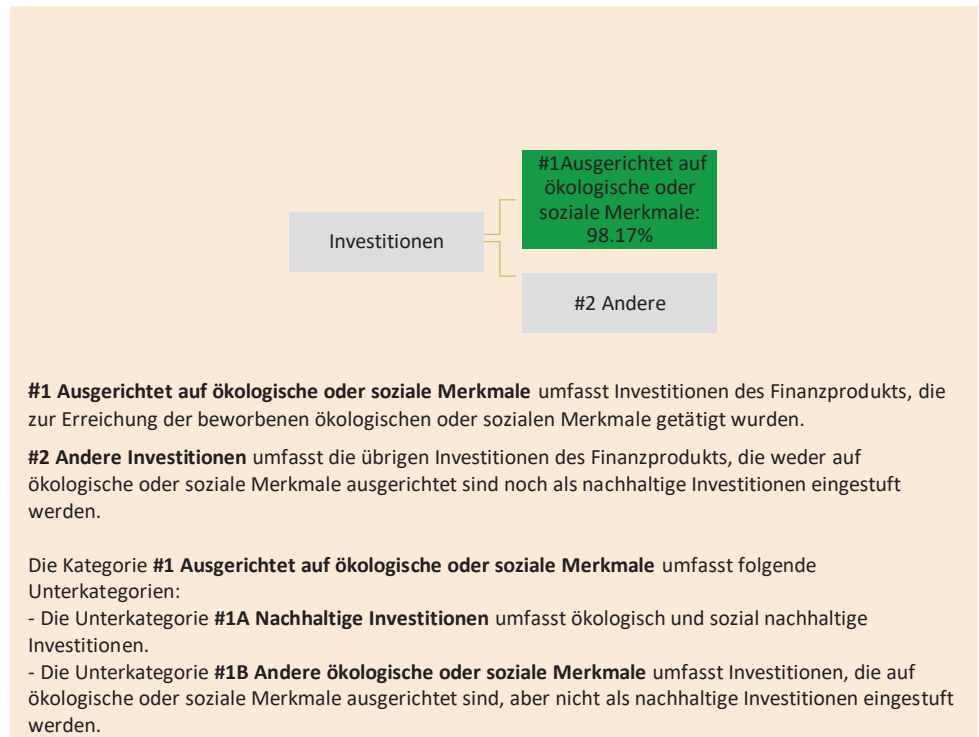 #1Ausgerichtet auf
ökologische oder
soziale Merkmale:
98.17%
Investitionen
#2 Andere
#1 Ausgerichtet auf ökologische oder soziale Merkmale umfasst Investitionen des Finanzprodukts, die
zur Erreichung der beworbenen ökologischen oder sozialen Merkmale getätigt wurden.
#2 Andere Investitionen umfasst die übrigen Investitionen des Finanzprodukts, die weder auf
ökologische oder soziale Merkmale ausgerichtet sind noch als nachhaltige Investitionen eingestuft
werden.
Die Kategorie #1 Ausgerichtet auf ökologische oder soziale Merkmale umfasst folgende
Unterkategorien:
- Die Unterkategorie #1A Nachhaltige Investitionen umfasst ökologisch und sozial nachhaltige
Investitionen.
- Die Unterkategorie #1B Andere ökologische oder soziale Merkmale umfasst Investitionen, die auf
ökologische oder soziale Merkmale ausgerichtet sind, aber nicht als nachhaltige Investitionen eingestuft
werden.